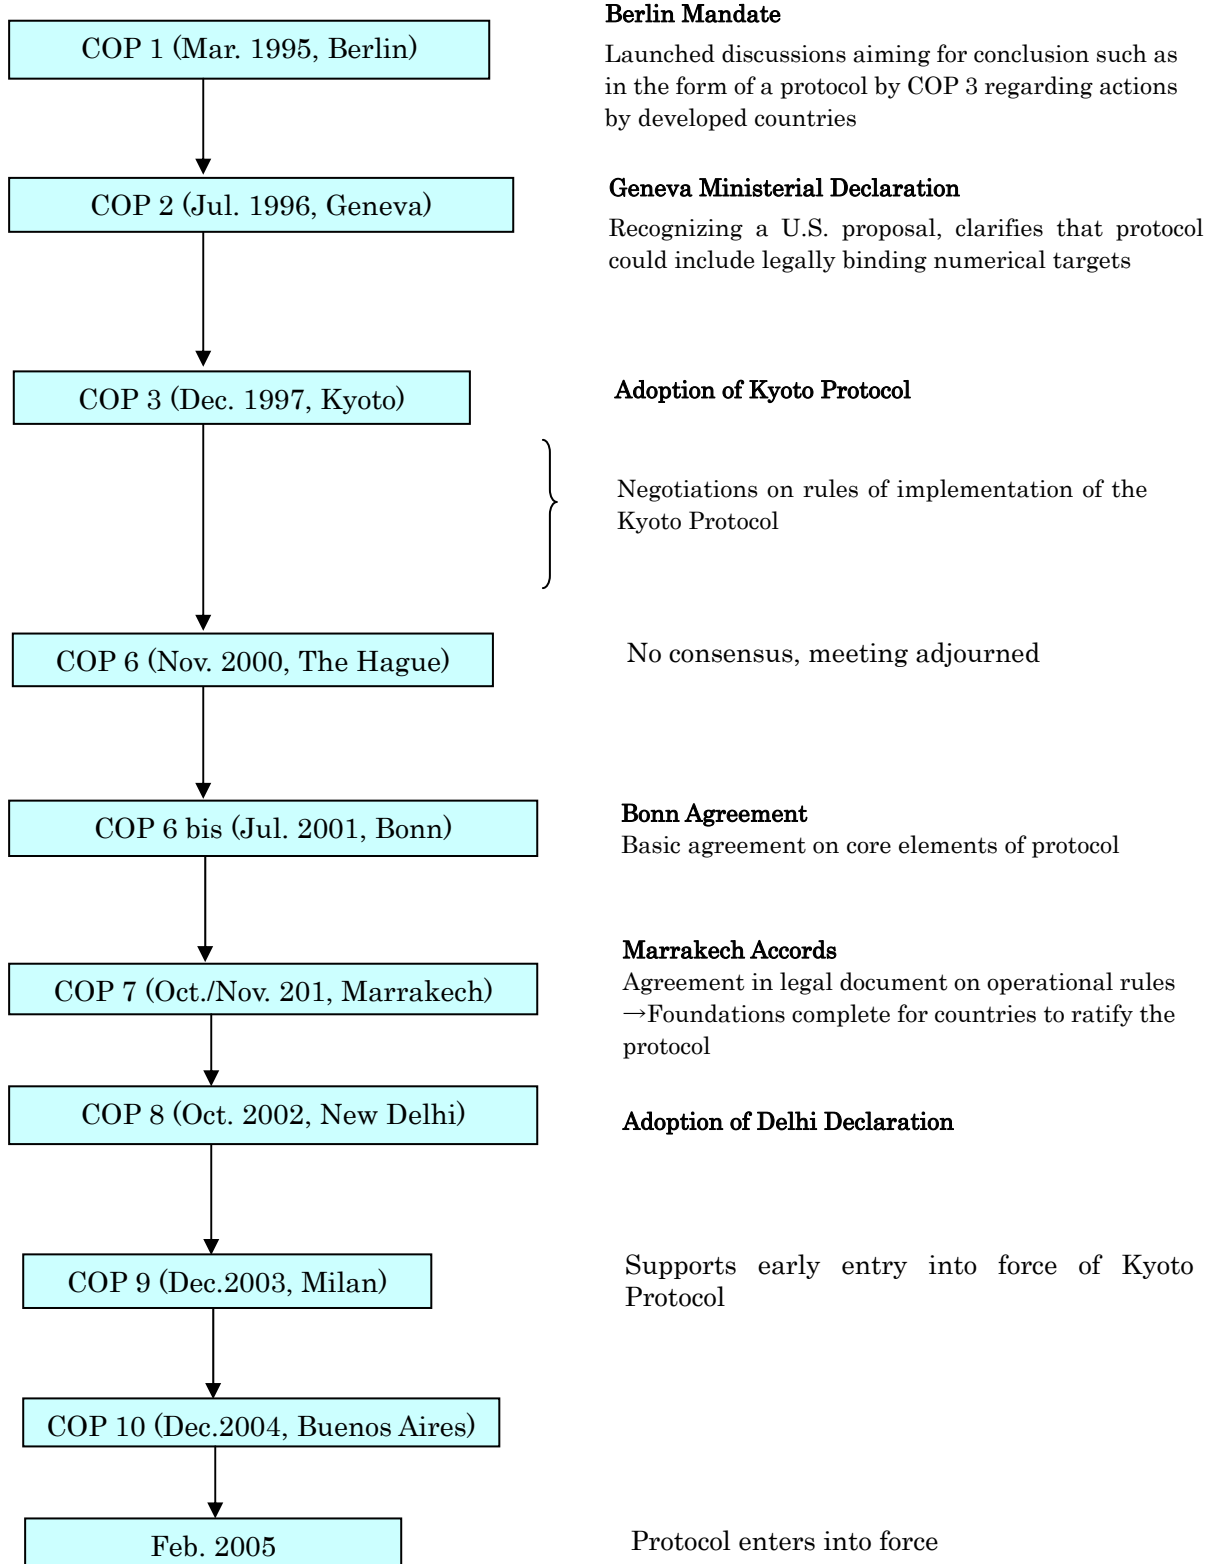 COP 1 (Mar. 1995, Berlin)
Berlin Mandate
Launched discussions aiming for conclusion such as
in the form of a protocol by COP 3 regarding actions
by developed countries
COP 2 (Jul. 1996, Geneva)
Geneva Ministerial Declaration
Recognizing a U.S. proposal, clarifies that protocol
could include legally binding numerical targets
COP 3 (Dec. 1997, Kyoto)
Adoption of Kyoto Protocol
Negotiations on rules of implementation of the
Kyoto Protocol
COP 6 (Nov. 2000, The Hague)
No consensus, meeting adjourned
COP 6 bis (Jul. 2001, Bonn)
Bonn Agreement
Basic agreement on core elements of protocol
COP 7 (Oct./Nov. 201, Marrakech)
Marrakech Accords
Agreement in legal document on operational rules
→Foundations complete for countries to ratify the
protocol
COP 8 (Oct. 2002, New Delhi)
Adoption of Delhi Declaration
COP 9 (Dec.2003, Milan)
Supports early entry into force of Kyoto
Protocol
COP 10 (Dec.2004, Buenos Aires)
Feb. 2005
Protocol enters into force